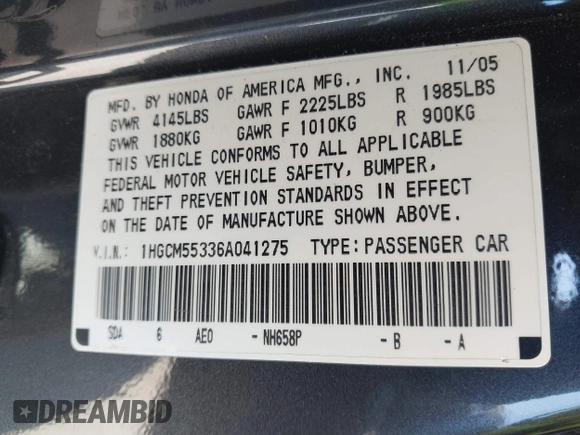 MFD. BY HONDA OF AMERICA MFG., INC. 11/05
GVWR 4145LBS GAWR F 2225LBS R 1985LBS
GVWR 1880KG GAWR F 1010KG R 900KG
THIS VEHICLE CONFORMS TO ALL APPLICABLE
FEDERAL MOTOR VEHICLE SAFETY, BUMPER,
AND THEFT PREVENTION STANDARDS IN EFFECT
ON THE DATE OF MANUFACTURE SHOWN ABOVE.
V.I.N.: 1HGCM55336A041275 TYPE:PASSENGER CAR
SDA 6 AEO - NH658P - B - A
DREAMBID